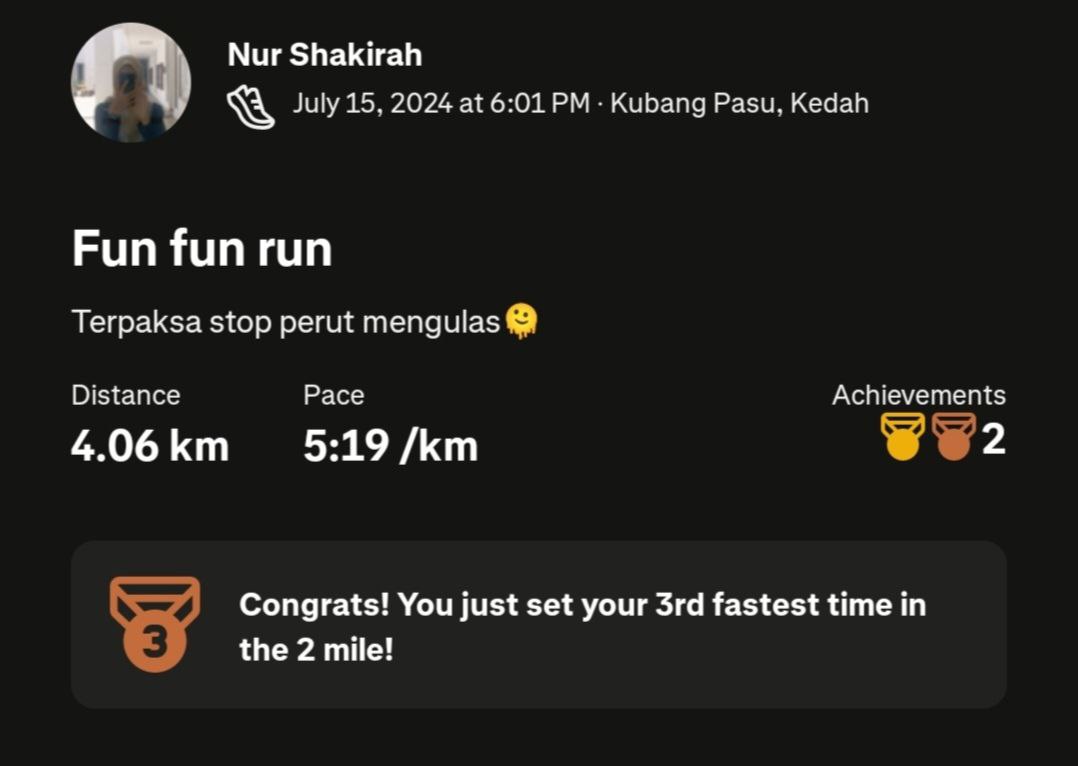 Nur Shakirah
July 15, 2024 at 6:01 PM · Kubang Pasu, Kedah
Fun fun run
Terpaksa stop perut mengulas🫠
Distance
4.06 km
Pace
5:19 /km
Achievements
2
3
Congrats! You just set your 3rd fastest time in
the 2 mile!